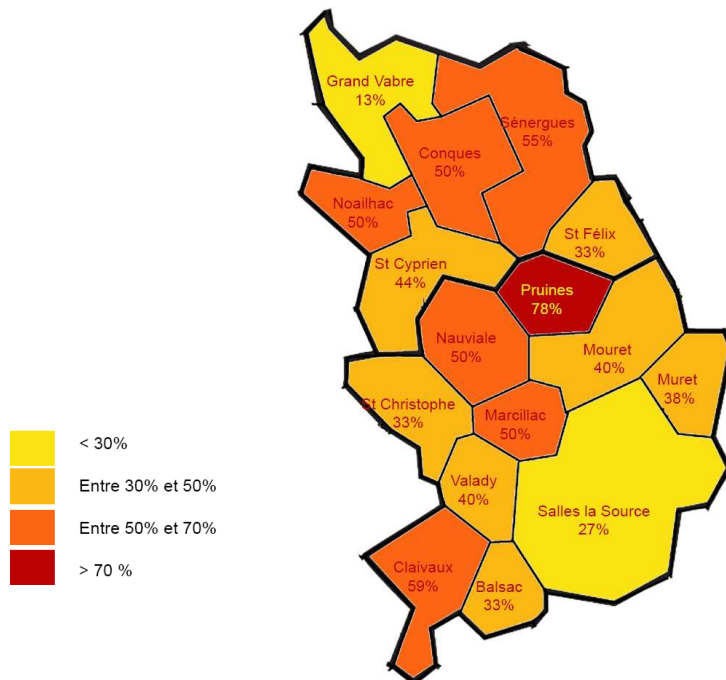 Grand Vabre
13%
Sénergues
55%
Conques
50%
Noailhac
50%
St Félix
33%
St Cyprien
44%
Pruines
78%
Nauviale
50%
Mouret
40%
Muret
38%
St Christophe
33%
Marcillac
50%
Valady
40%
Salles la Source
27%
Claivaux
59%
Balsac
33%
< 30%
Entre 30% et 50%
Entre 50% et 70%
> 70 %